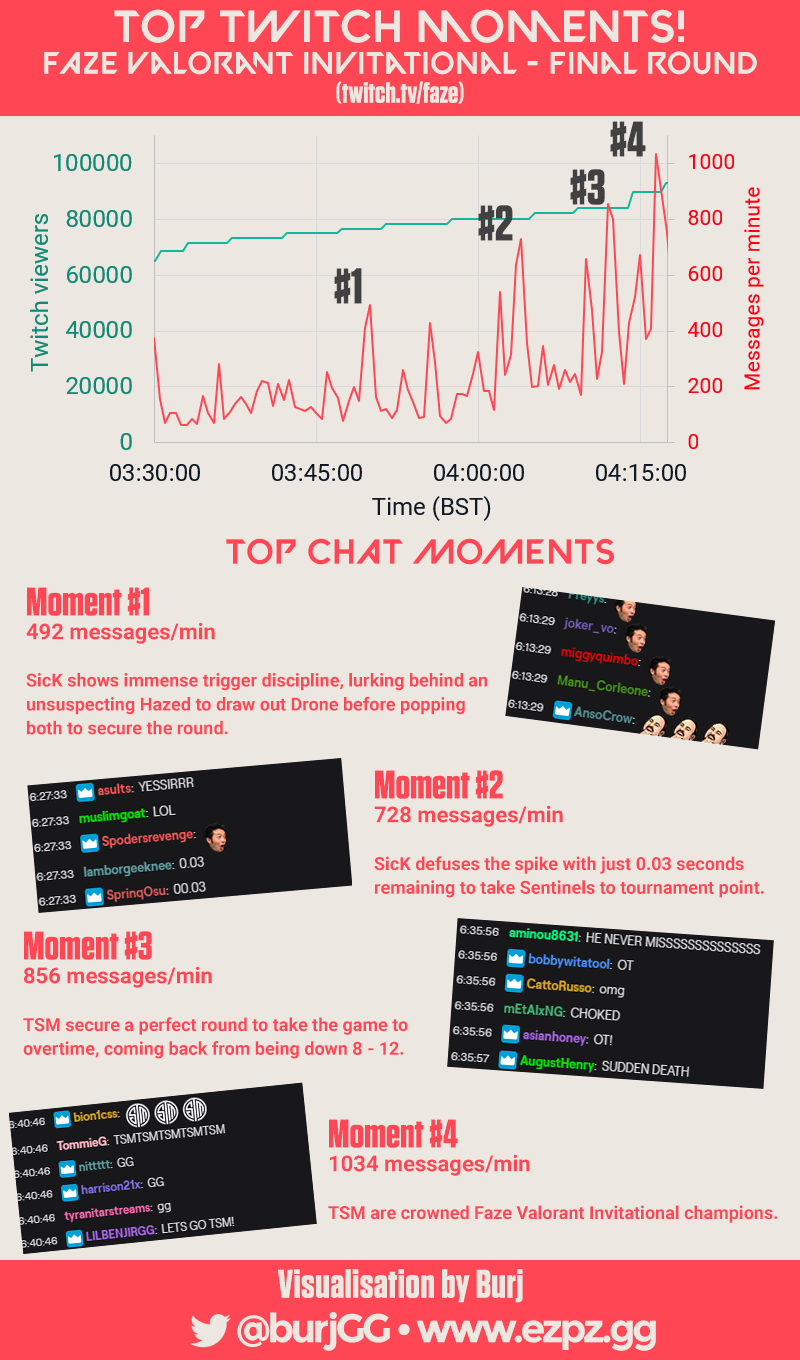 TOP TWITCH MOMENTS!
FAZE VALORANT INVITATIONAL - FINAL ROUND
(twitch.tv/faze)
#1
#2
#3
#4
100000
80000
60000
40000
20000
0
Twitch viewers
1000
800
600
400
200
0
Messages per minute
03:30:00
03:45:00
04:00:00
04:15:00
Time (BST)
TOP CHAT MOMENTS
Moment #1
492 messages/min
SicK shows immense trigger discipline, lurking behind an
unsuspecting Hazed to draw out Drone before popping
both to secure the round.
6:13:28 Freyys:
6:13:29 joker_vo:
6:13:29 miggyquimbo:
6:13:29 Manu_Corleone:
6:13:29 AnsoCrow:
6:27:33 asults: YESSIRRR
6:27:33 muslimgoat: LOL
6:27:33 Spodersrevenge:
6:27:33 lamborgeeknee: 0.03
6:27:33 SprinqOsu: 00.03
Moment #2
728 messages/min
SicK defuses the spike with just 0.03 seconds
remaining to take Sentinels to tournament point.
Moment #3
856 messages/min
TSM secure a perfect round to take the game to
overtime, coming back from being down 8 - 12.
6:35:56 aminou8631: HE NEVER MISSSSSSSSSSSSSS
6:35:56 bobbywitatool: OT
6:35:56 CattoRusso: omg
6:35:56 mEtAlxNG: CHOKED
6:35:56 asianhoney: OT!
6:35:57 AugustHenry: SUDDEN DEATH
6:40:46 bion1css:
6:40:46 TommieG: TSMTSMTSMTSMTSM
6:40:46 nittttt: GG
6:40:46 harrison21x: GG
6:40:46 tyranitarstreams: gg
6:40:46 LILBENJIRGG: LETS GO TSM!
Moment #4
1034 messages/min
TSM are crowned Faze Valorant Invitational champions.
Visualisation by Burj
@burjGG • www.ezpz.gg